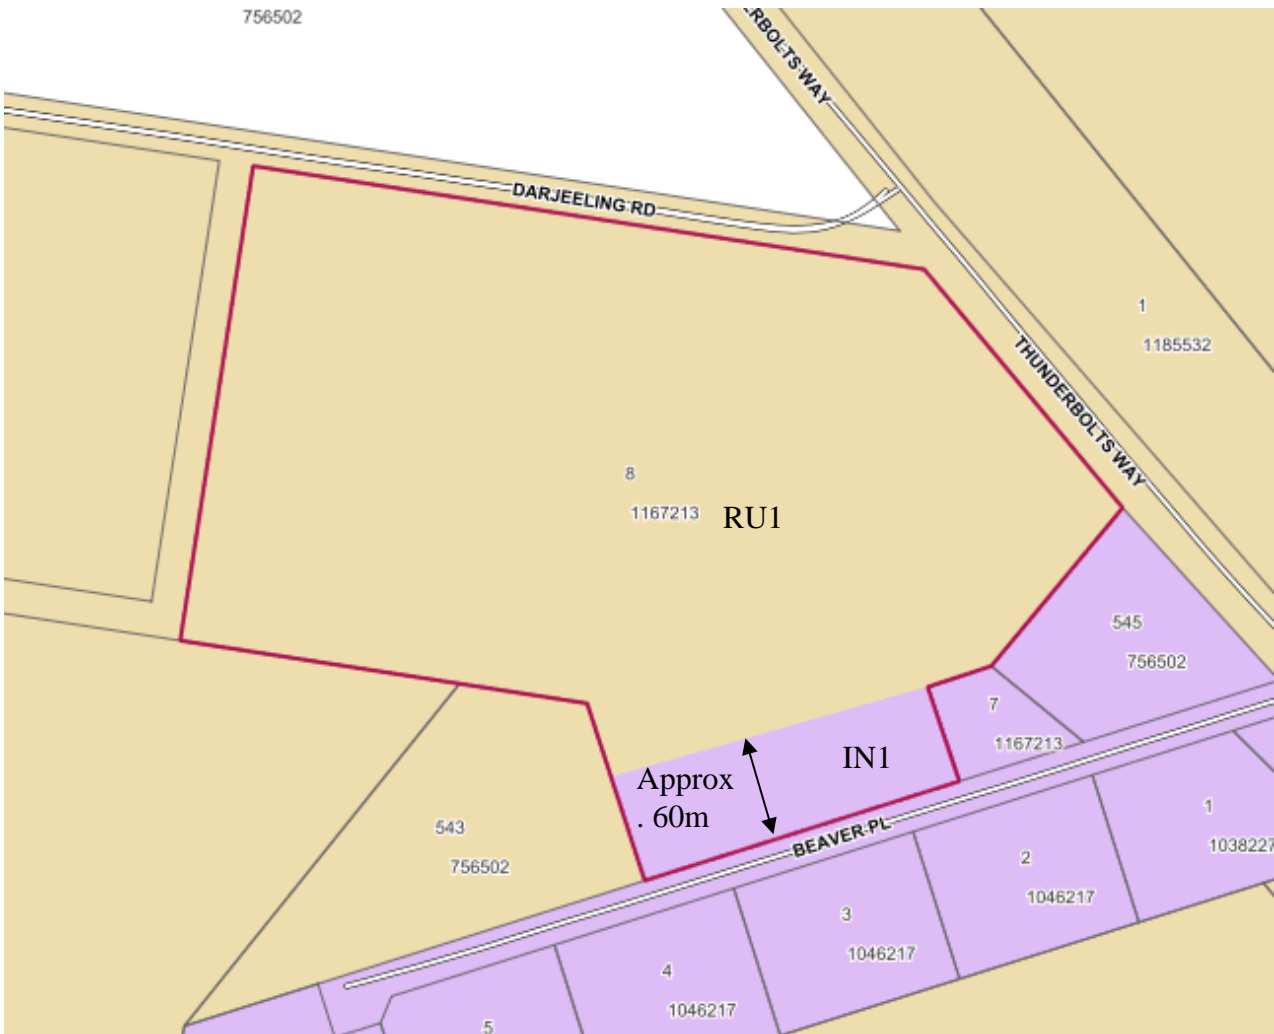 756502
ERBOLTS WAY
DARJEELING RD
1
1185532
THUNDERBOLTS WAY
8
1167213
RU1
545
756502
7
1167213
IN1
Approx
. 60m
BEAVER PL
543
756502
1
1038227
2
1046217
3
1046217
4
1046217
5